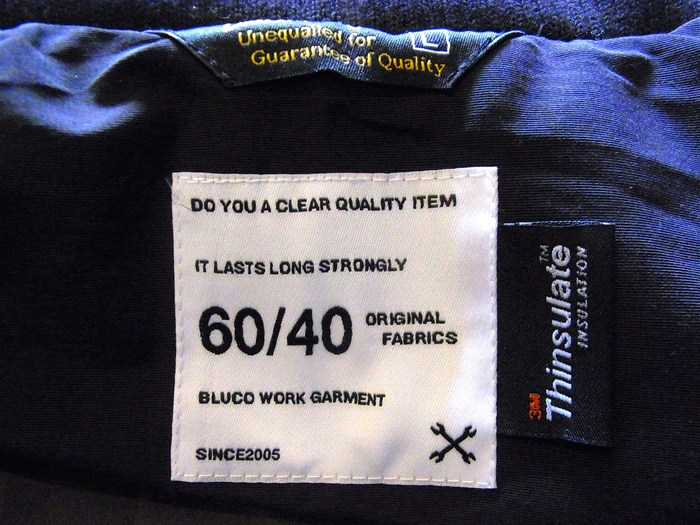 Unequalled for
Guarantee of Quality
DO YOU A CLEAR QUALITY ITEM
IT LASTS LONG STRONGLY
60/40 ORIGINAL
FABRICS
BLUCO WORK GARMENT
SINCE2005
3M Thinsulate™
INSULATION